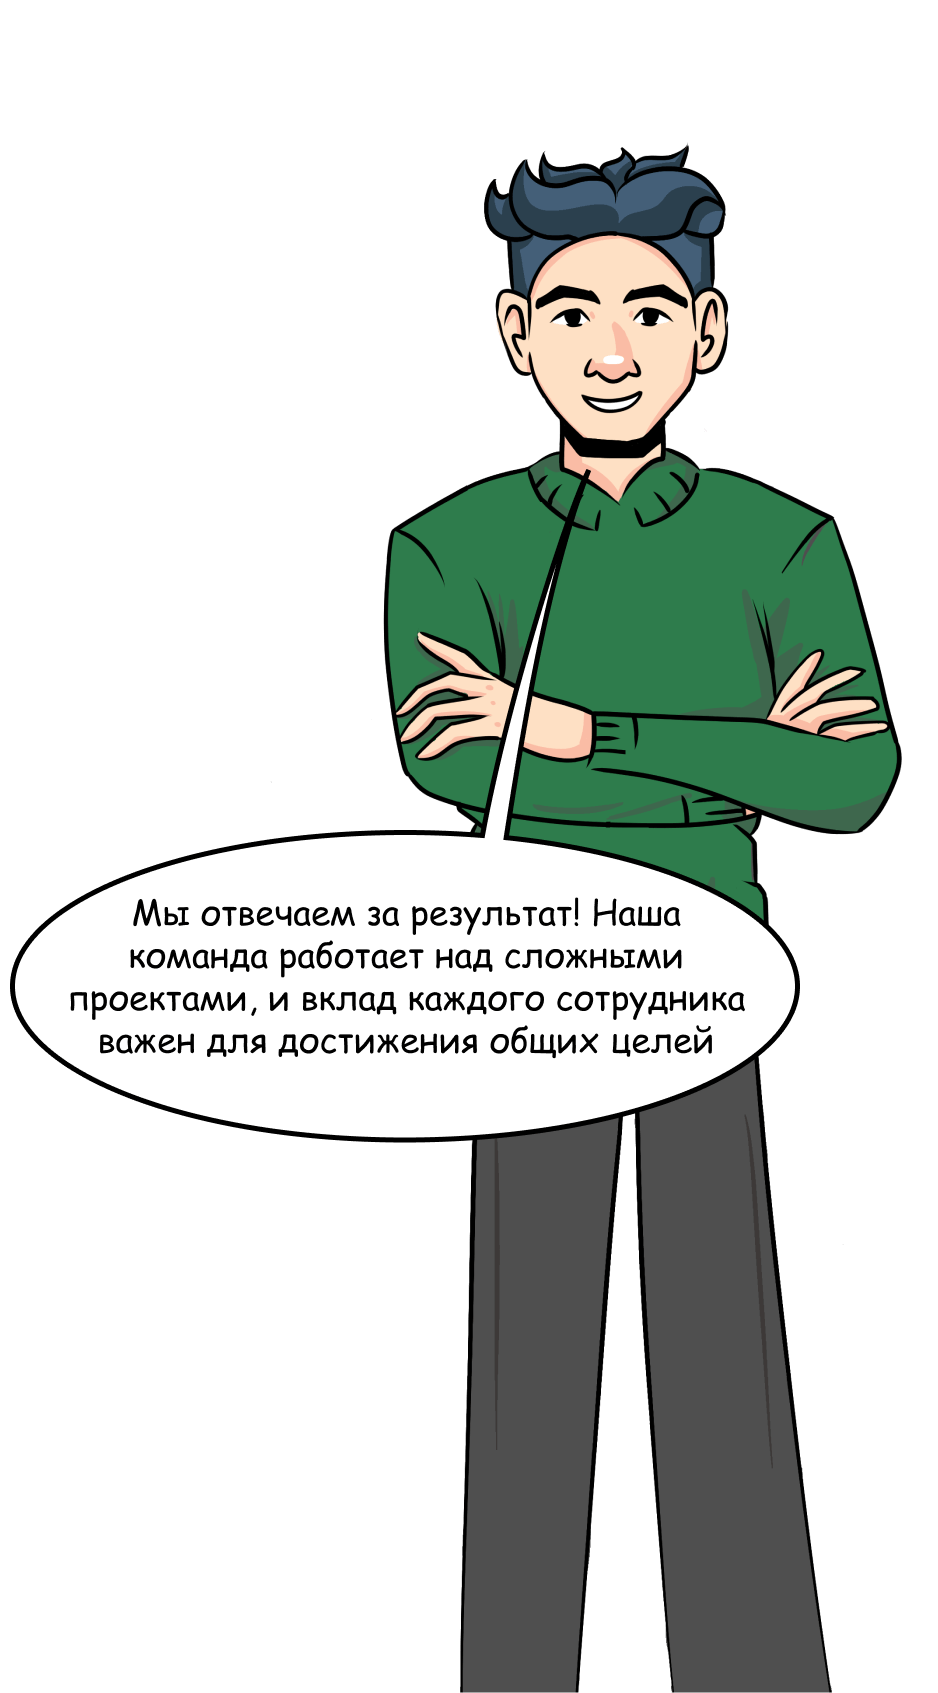 Мы отвечаем за результат! Наша
команда работает над сложными
проектами, и вклад каждого сотрудника
важен для достижения общих целей